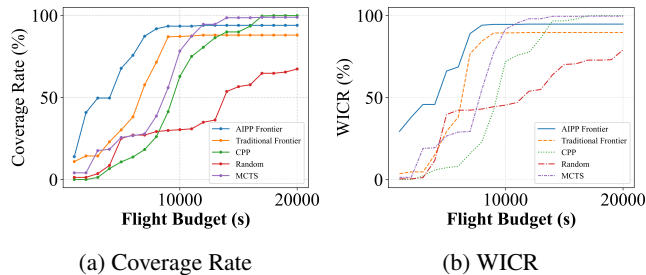 100
50
0
Coverage Rate (%)
AIPP Frontier
Traditional Frontier
CPP
Random
MCTS
10000
20000
Flight Budget (s)
(a) Coverage Rate
100
50
0
WICR (%)
AIPP Frontier
Traditional Frontier
CPP
Random
MCTS
10000
20000
Flight Budget (s)
(b) WICR